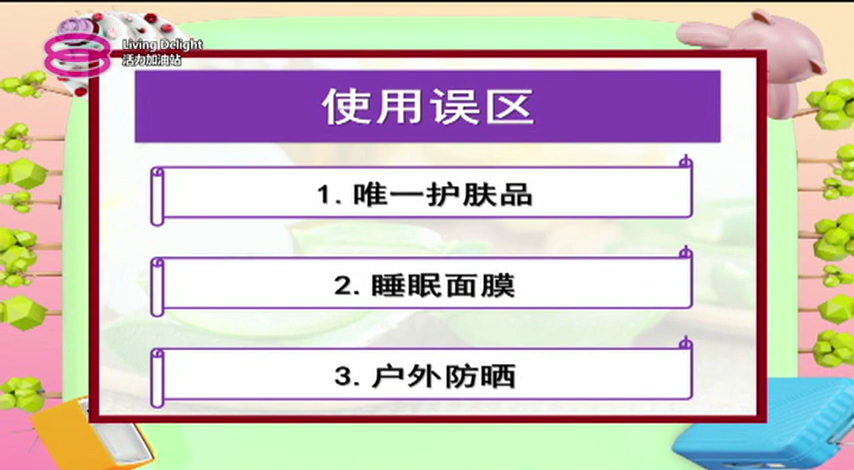 Living Delight
活力加油站
使用误区
1. 唯一护肤品
2. 睡眠面膜
3. 户外防晒